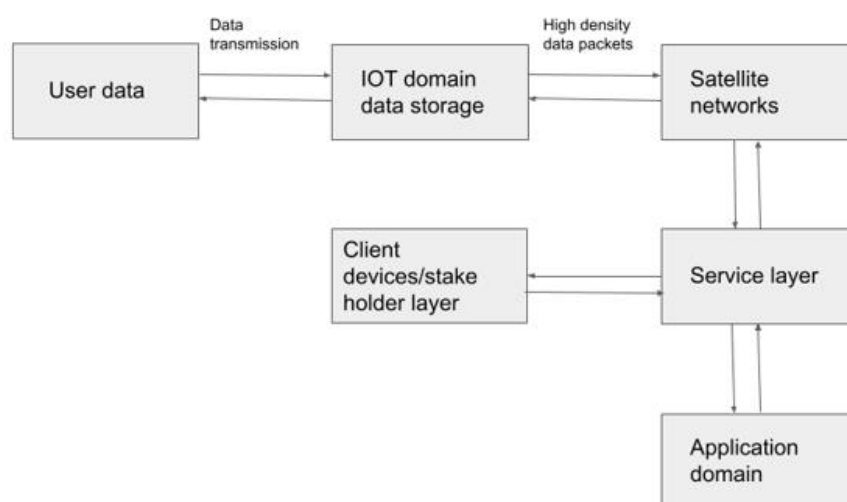 Data
transmission
High density
data packets
User data
IOT domain
data storage
Satellite
networks
Client
devices/stake
holder layer
Service layer
Application
domain